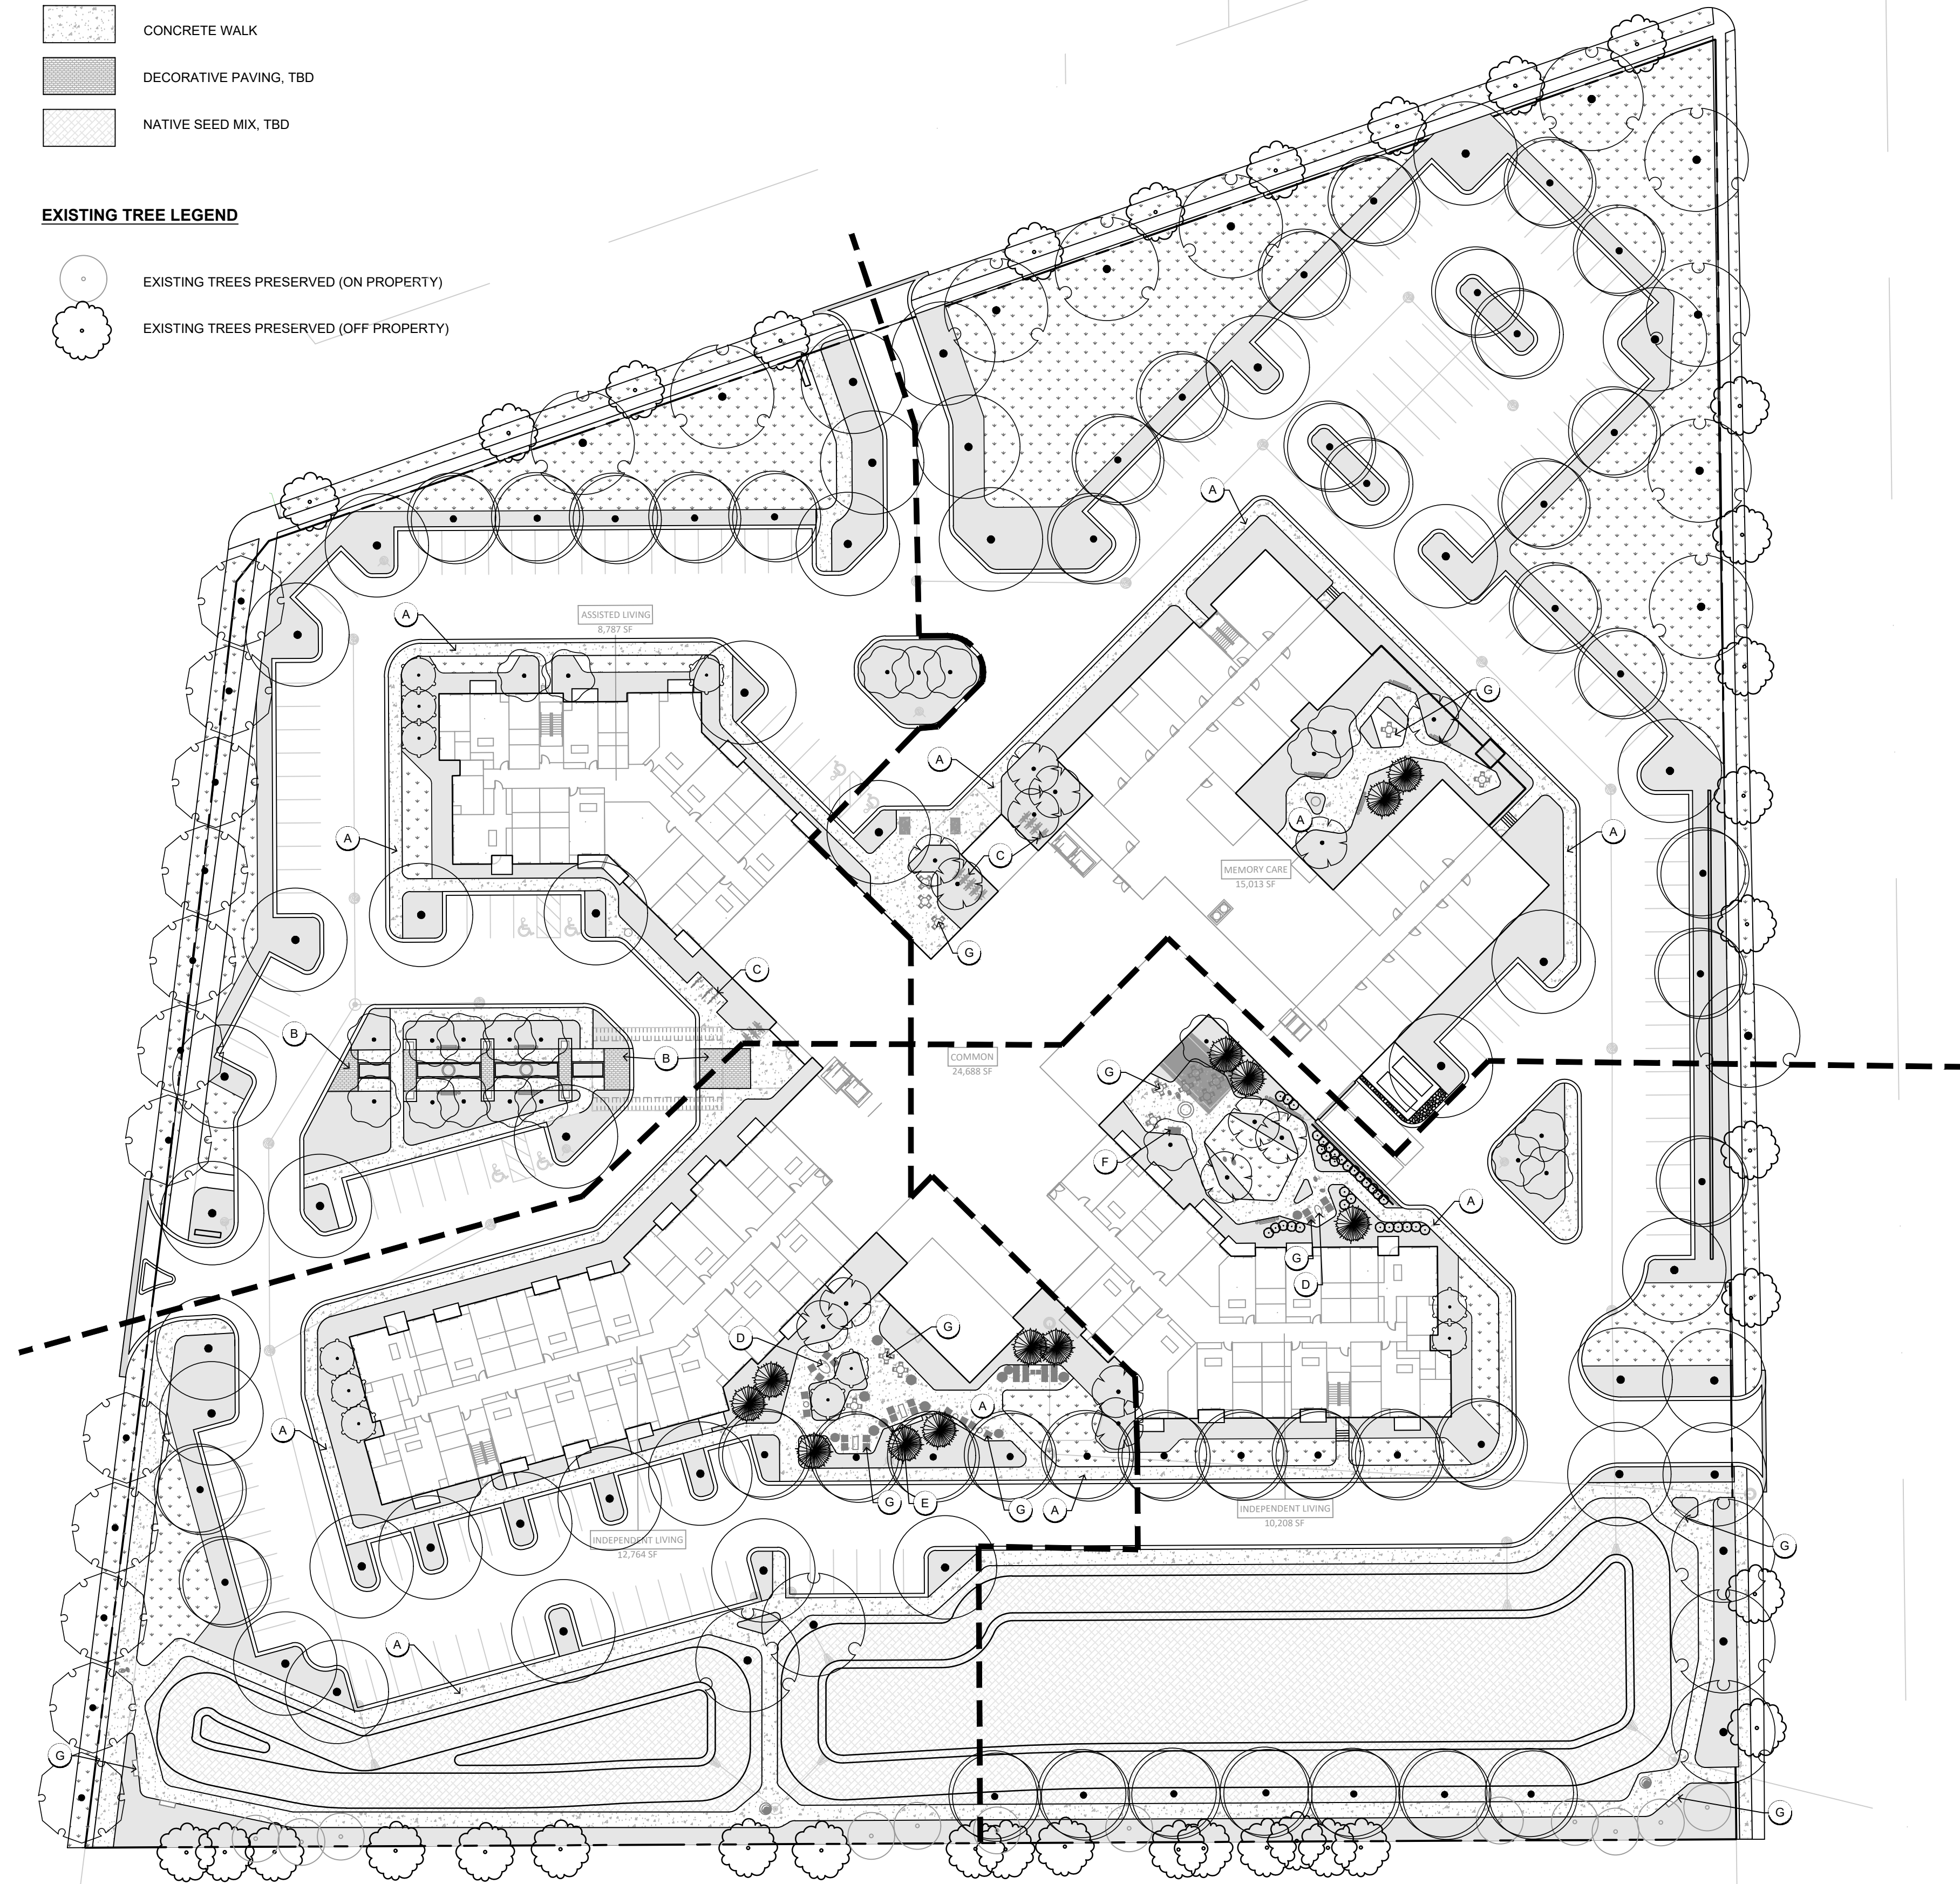 CONCRETE WALK
DECORATIVE PAVING, TBD
NATIVE SEED MIX, TBD
EXISTING TREE LEGEND
EXISTING TREES PRESERVED (ON PROPERTY)
EXISTING TREES PRESERVED (OFF PROPERTY)
A
A
ASSISTED LIVING
8,787 SF
G
A
A
A
A
C
MEMORY CARE
15,013 SF
G
C
B
B
COMMON
24,688 SF
G
F
A
G
D
G
D
A
A
G
E
G
A
INDEPENDENT LIVING
10,208 SF
INDEPENDENT LIVING
12,764 SF
G
A
G
G